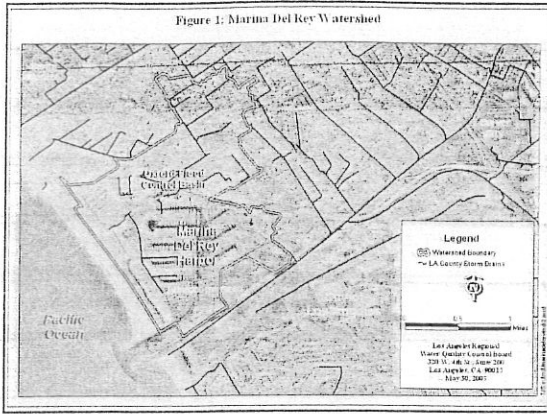 Figure 1: Marina Del Rey Watershed
Oxford Flood
Control Basin
Marina
Del Rey
Harbor
Pacific
Ocean
Legend
Watershed Boundary
LA County Storm Drains
0.5 1
Miles
Los Angeles Regional
Water Quality Control Board
320 W. 4th St., Suite 200
Los Angeles, CA 90013
May 30, 2003